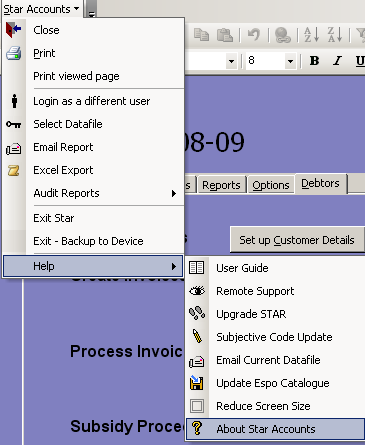 Star Accounts
Close
Print
Print viewed page
Login as a different user
Select Datafile
Email Report
Excel Export
Audit Reports
Exit Star
Exit - Backup to Device
Help
8
B I U
08-09
s Reports Options Debtors
s
Set up Customer Details
Create Invoices
Process Invoic
Subsidy Proce
User Guide
Remote Support
Upgrade STAR
Subjective Code Update
Email Current Datafile
Update Espo Catalogue
Reduce Screen Size
About Star Accounts